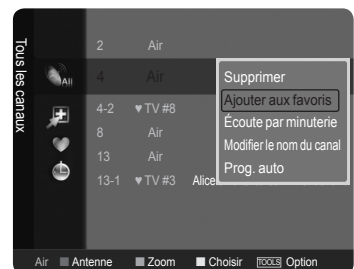 Tous les canaux
All
2 Air
4 Air
4-2 ♥ TV #8
8 Air
13 Air
13-1 ♥ TV #3 Alice
Supprimer
Ajouter aux favoris
Écoute par minuterie
Modifier le nom du canal
Prog. auto
Air Antenne Zoom Choisir TOOLS Option